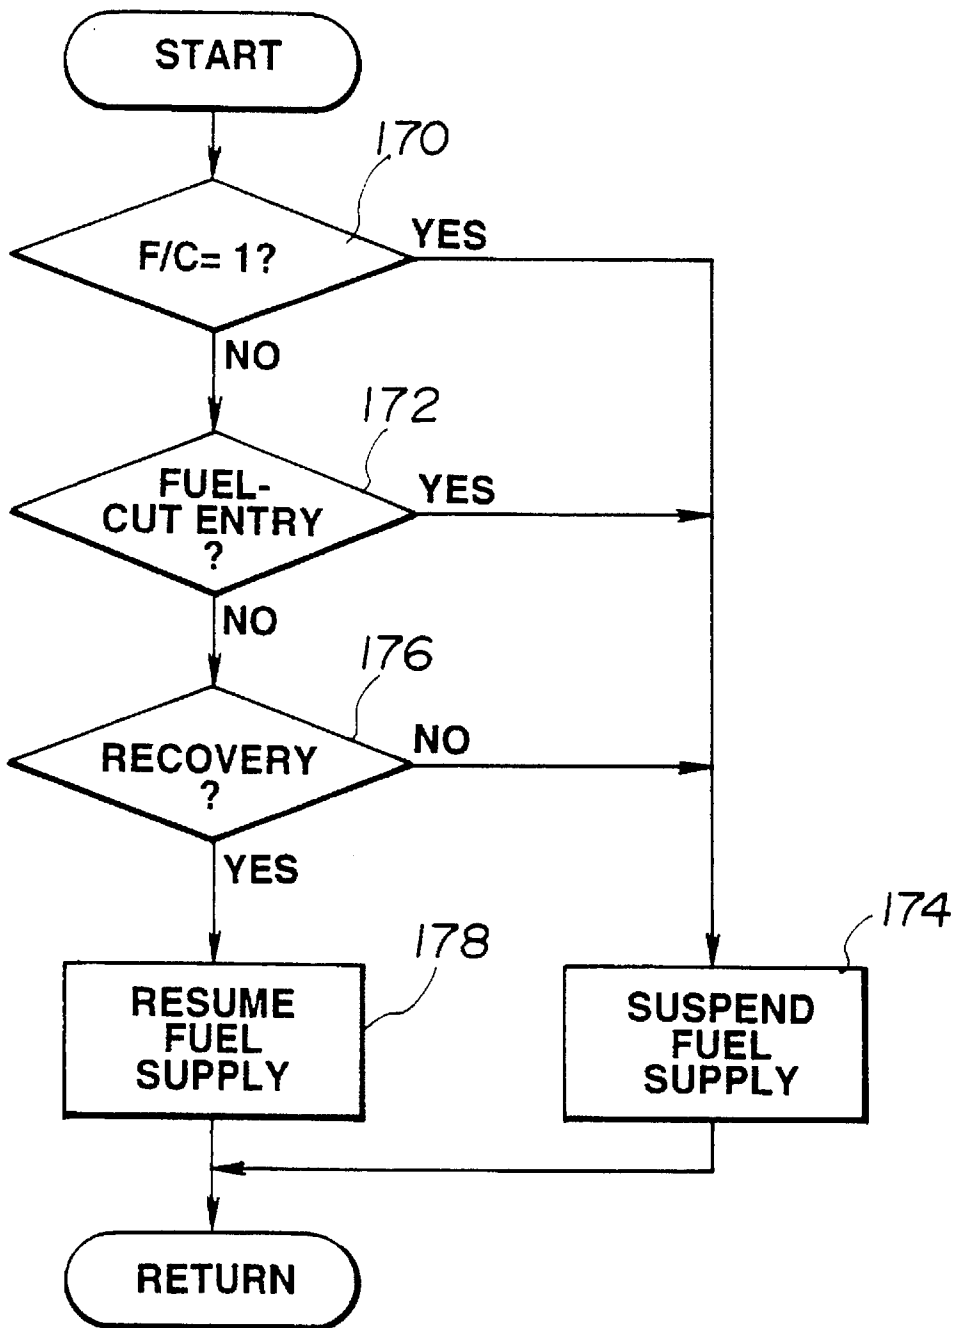 START
170
F/C= 1?
YES
NO
172
FUEL-
CUT ENTRY
?
YES
NO
176
RECOVERY
?
NO
YES
178
RESUME
FUEL
SUPPLY
174
SUSPEND
FUEL
SUPPLY
RETURN